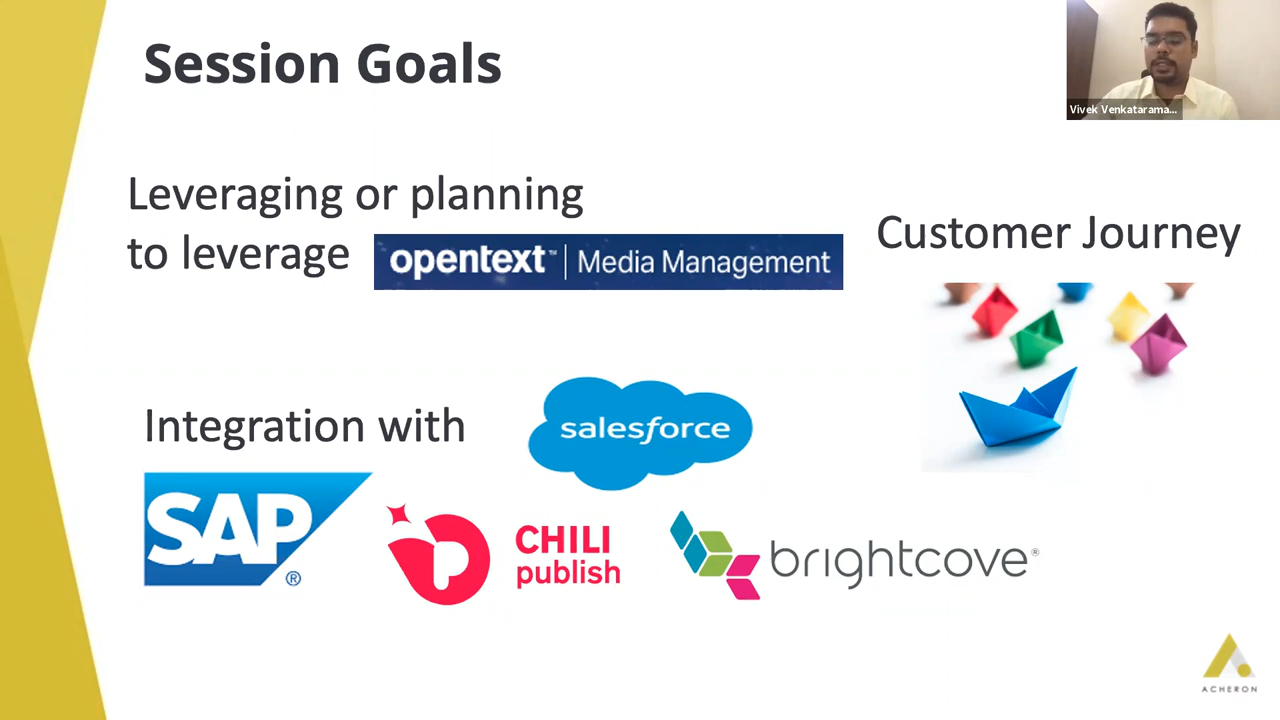 Session Goals
Vivek Venkatarama...
Leveraging or planning
to leverage
opentext™ | Media Management
Customer Journey
Integration with
salesforce
SAP®
CHILI
publish
brightcove®
ACHERON